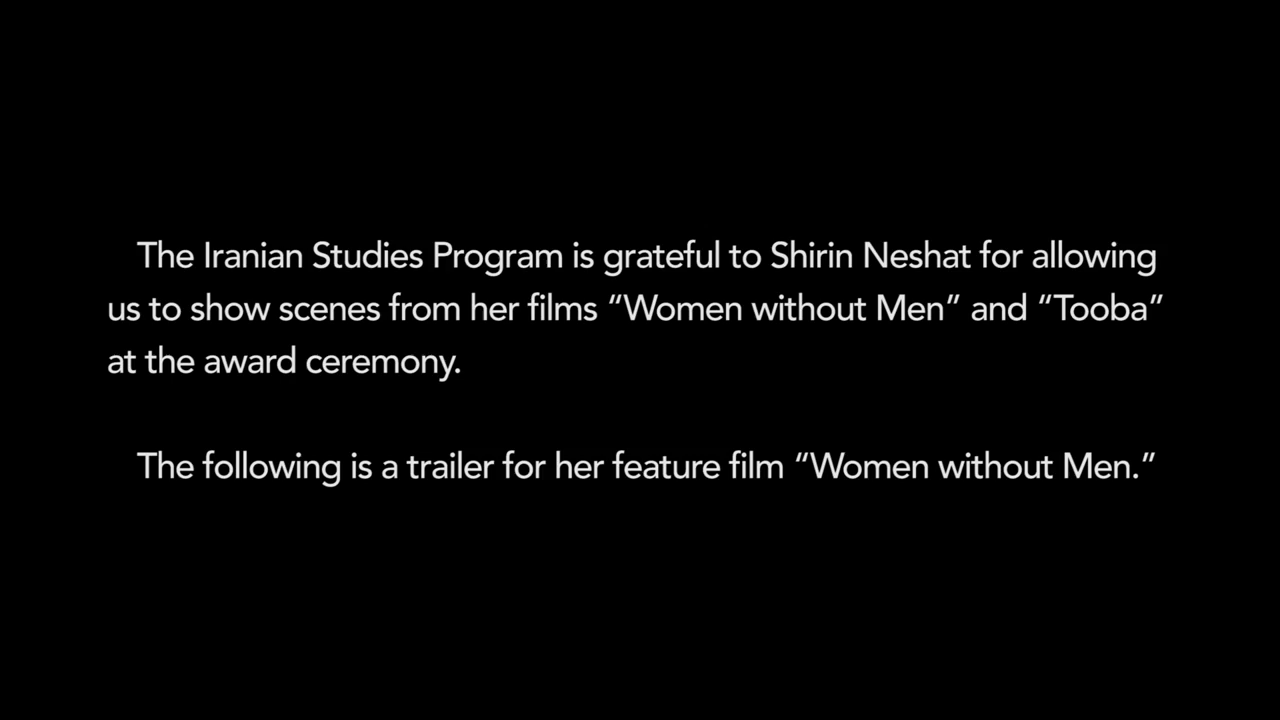 The Iranian Studies Program is grateful to Shirin Neshat for allowing
us to show scenes from her films “Women without Men” and “Tooba”
at the award ceremony.
The following is a trailer for her feature film “Women without Men.”